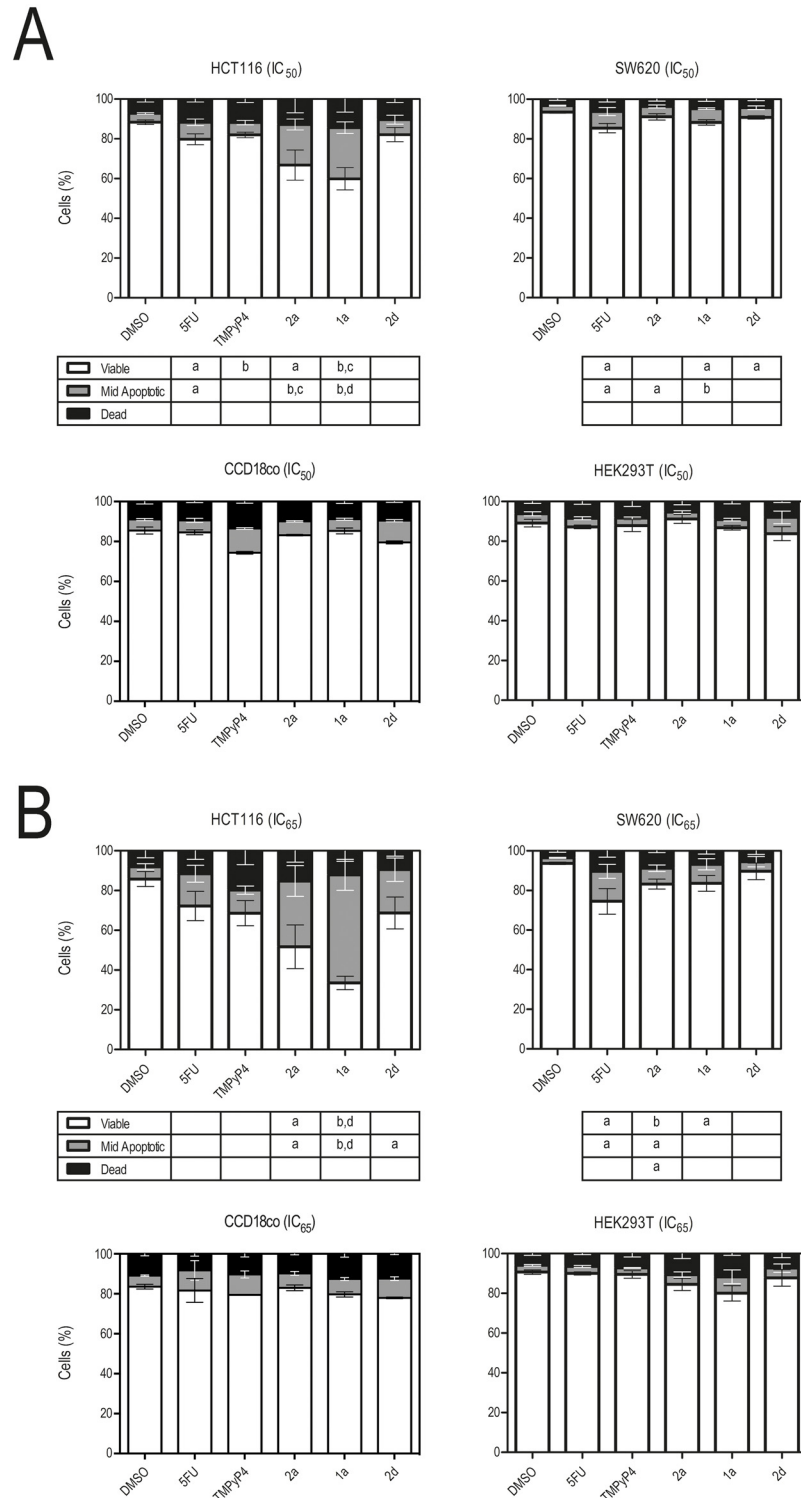 A
HCT116 (IC50)
SW620 (IC50)
Cells (%)
100
80
60
40
20
0
DMSO
5FU
TMPyP4
2a
1a
2d
100
80
60
40
20
0
DMSO
5FU
2a
1a
2d
Viable a b a b,c
Mid Apoptotic a b,c b,d
Dead
a a a
a a b
CCD18co (IC50)
HEK293T (IC50)
Cells (%)
100
80
60
40
20
0
DMSO
5FU
TMPyP4
2a
1a
2d
100
80
60
40
20
0
DMSO
5FU
TMPyP4
2a
1a
2d
B
HCT116 (IC65)
SW620 (IC65)
Cells (%)
100
80
60
40
20
0
DMSO
5FU
TMPyP4
2a
1a
2d
100
80
60
40
20
0
DMSO
5FU
2a
1a
2d
Viable a b,d
Mid Apoptotic a b,d a
Dead
a b a
a a
a
CCD18co (IC65)
HEK293T (IC65)
Cells (%)
100
80
60
40
20
0
DMSO
5FU
TMPyP4
2a
1a
2d
100
80
60
40
20
0
DMSO
5FU
TMPyP4
2a
1a
2d